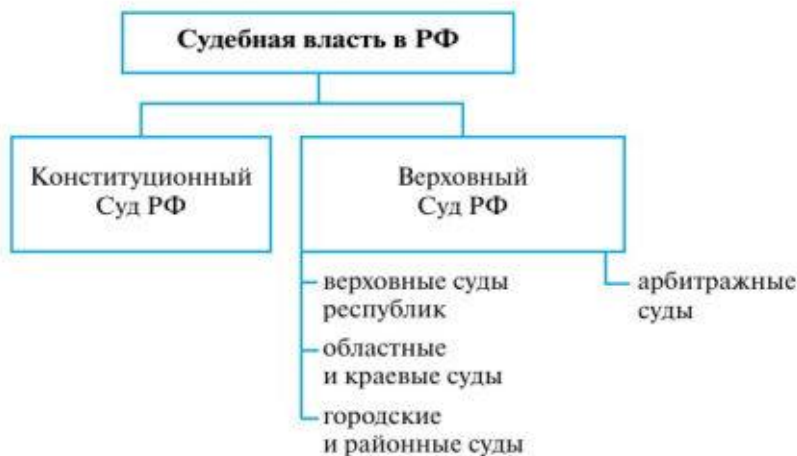 Судебная власть в РФ
Конституционный
Суд РФ
Верховный
Суд РФ
верховные суды
республик
областные
и краевые суды
городские
и районные суды
арбитражные
суды